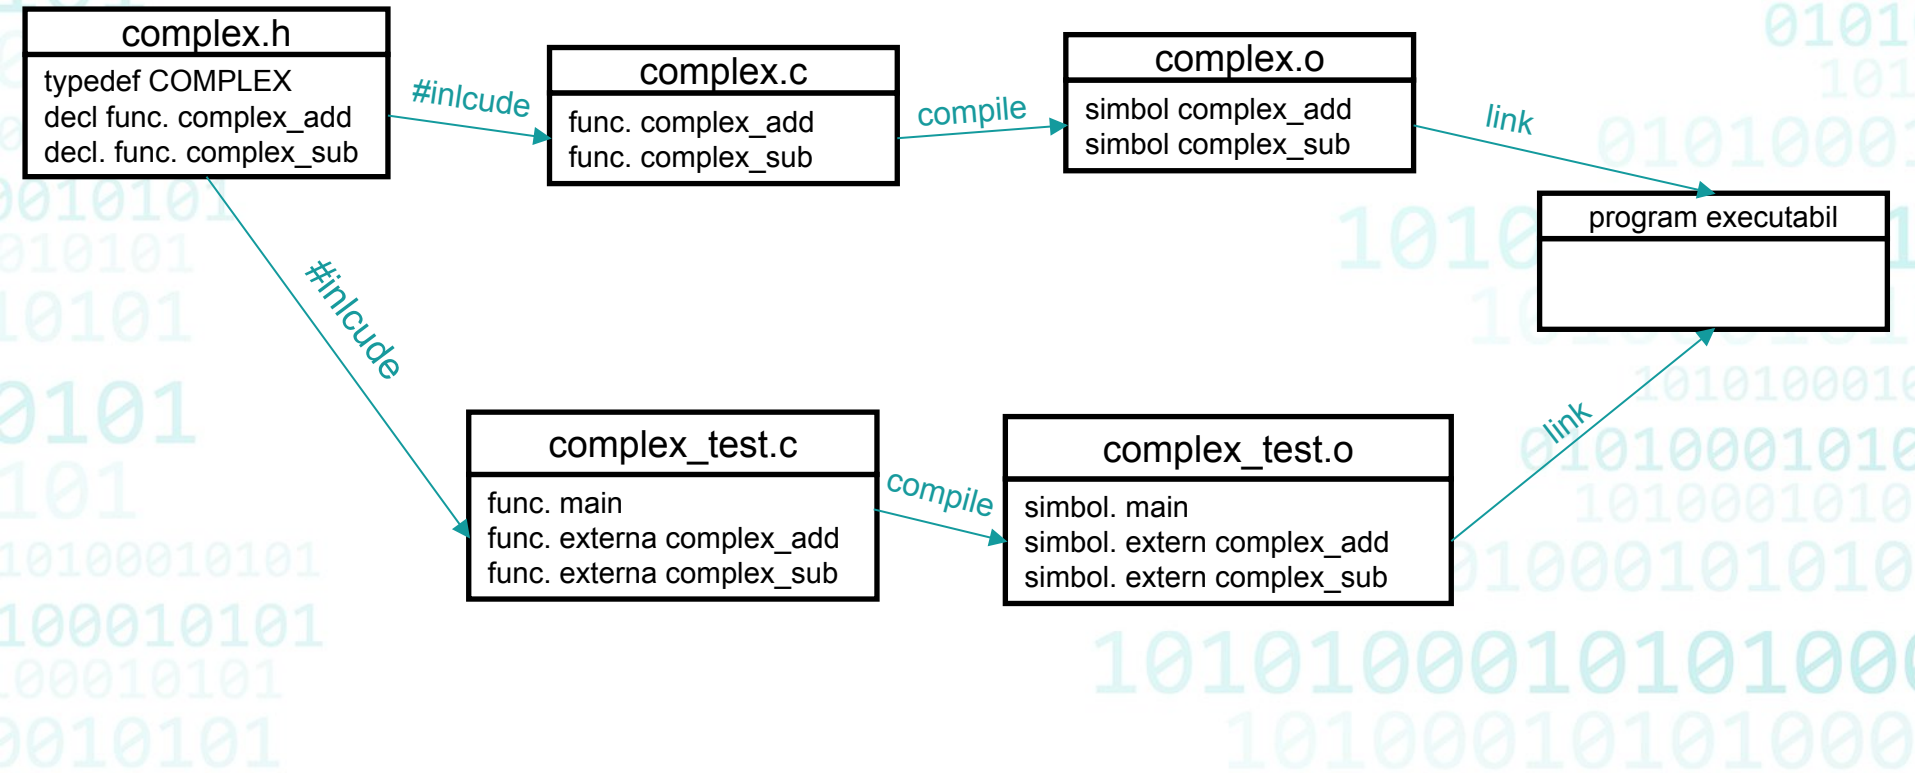 complex.h
typedef COMPLEX
decl func. complex_add
decl. func. complex_sub
#inlcude
complex.c
func. complex_add
func. complex_sub
compile
complex.o
simbol complex_add
simbol complex_sub
link
program executabil
#inlcude
complex_test.c
func. main
func. externa complex_add
func. externa complex_sub
compile
complex_test.o
simbol. main
simbol. extern complex_add
simbol. extern complex_sub
link